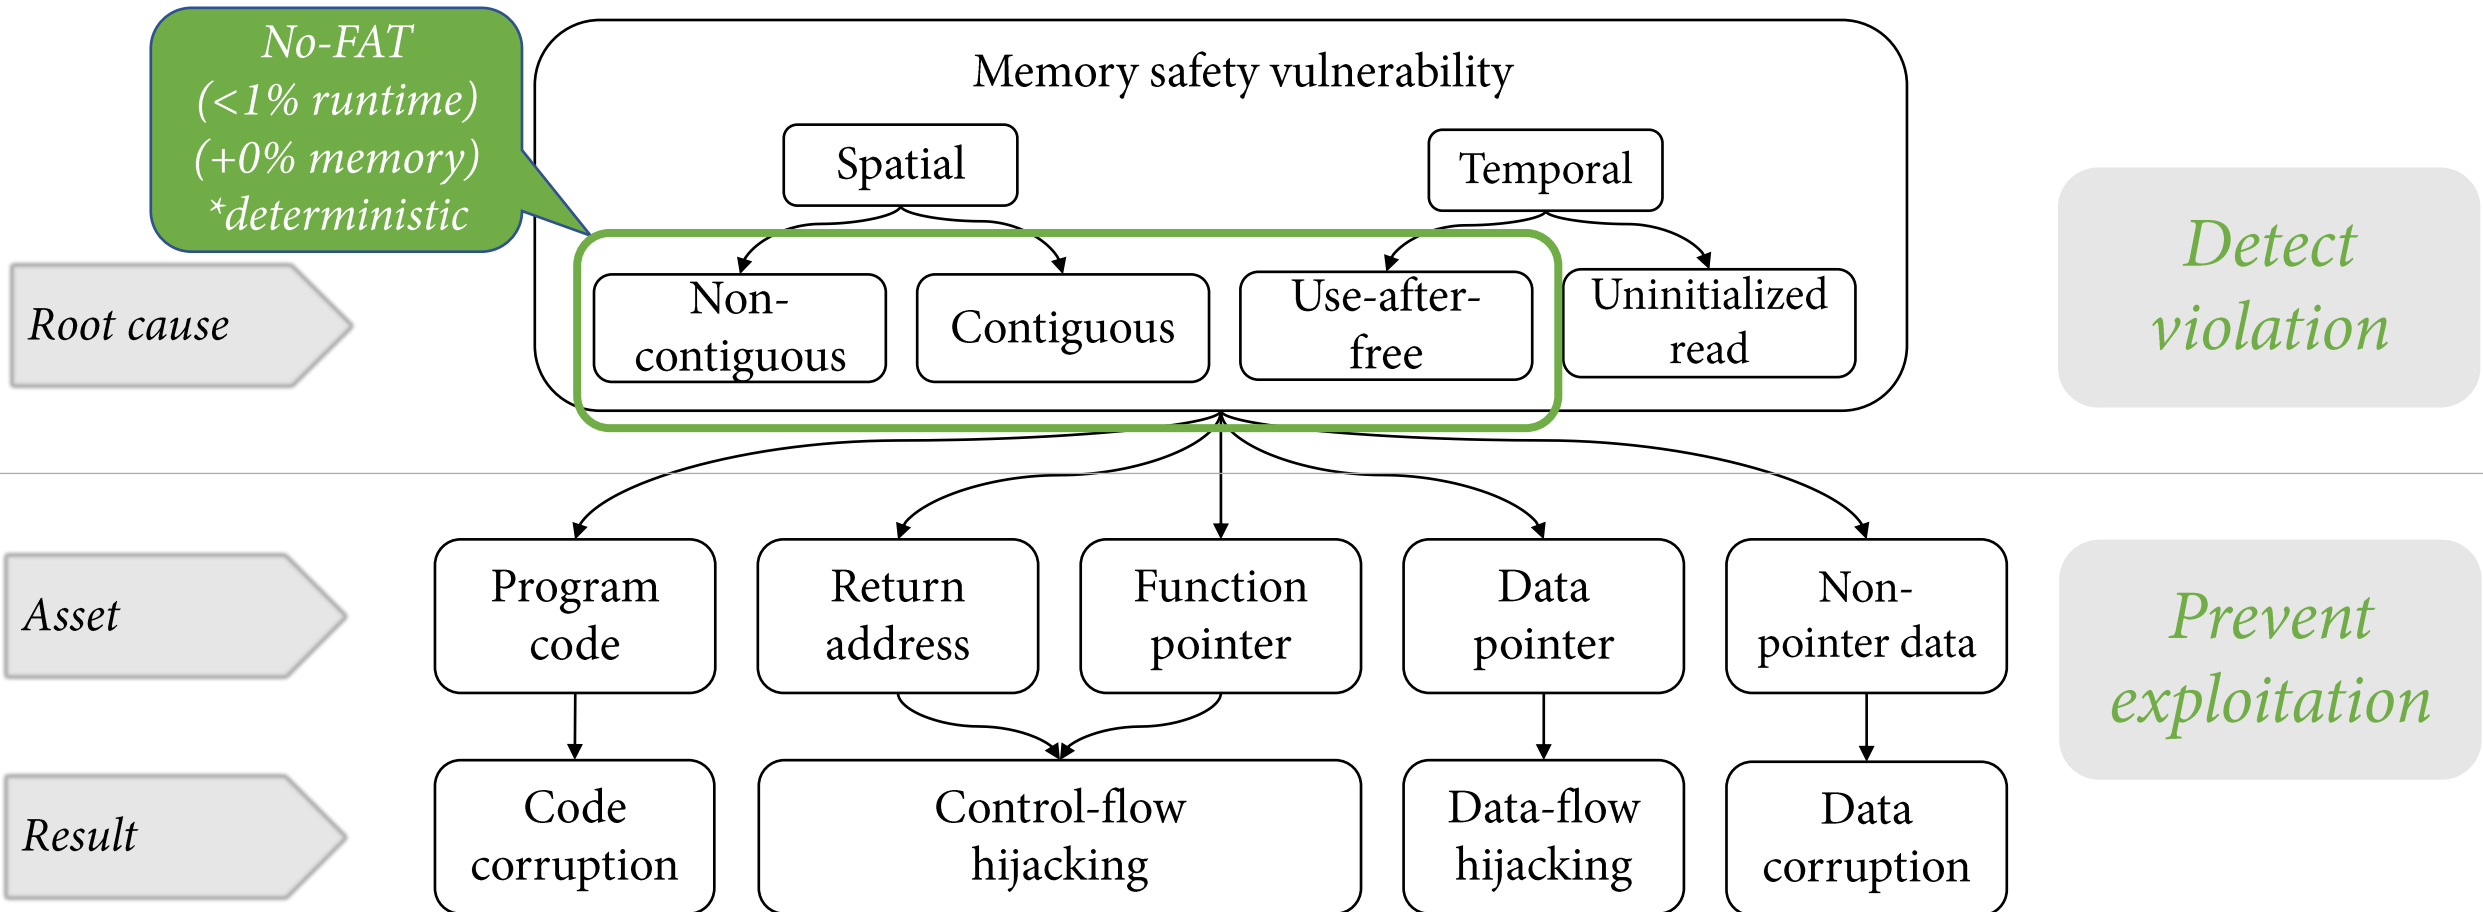 No-FAT
(<1% runtime)
(+0% memory)
*deterministic
Memory safety vulnerability
Spatial
Temporal
Detect
violation
Root cause
Non-
contiguous
Contiguous
Use-after-
free
Uninitialized
read
Asset
Program
code
Return
address
Function
pointer
Data
pointer
Non-
pointer data
Prevent
exploitation
Result
Code
corruption
Control-flow
hijacking
Data-flow
hijacking
Data
corruption